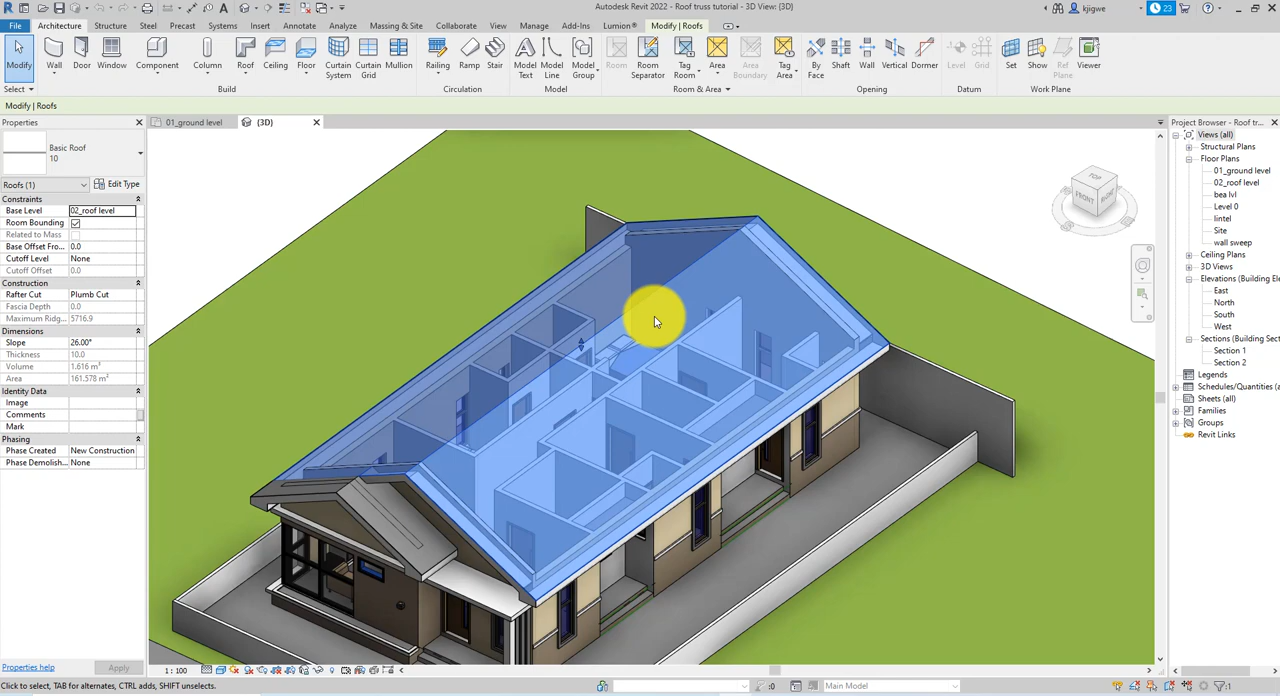 Autodesk Revit 2022 - Roof truss tutorial - 3D View: {3D}
kjigwe
23
File
Architecture
Structure
Steel
Precast
Systems
Insert
Annotate
Analyze
Massing & Site
Collaborate
View
Manage
Add-Ins
Lumion®
Modify | Roofs
Modify
Wall
Door
Window
Component
Column
Roof
Ceiling
Floor
Curtain System
Curtain Grid
Mullion
Railing
Ramp
Stair
Model Text
Model Line
Model Group
Room
Room Separator
Tag Room
Area
Area Boundary
Tag Area
By Face
Shaft
Wall
Vertical
Dormer
Level
Grid
Set
Show
Ref Plane
Viewer
Select
Build
Circulation
Model
Room & Area
Opening
Datum
Work Plane
Modify | Roofs
Properties
Basic Roof
10
Roofs (1)
Edit Type
Constraints
Base Level 02_roof level
Room Bounding
Related to Mass
Base Offset Fro... 0.0
Cutoff Level None
Cutoff Offset 0.0
Construction
Rafter Cut Plumb Cut
Fascia Depth 0.0
Maximum Ridg... 5716.9
Dimensions
Slope 26.00°
Thickness 10.0
Volume 1.616 m³
Area 161.578 m²
Identity Data
Image
Comments
Mark
Phasing
Phase Created New Construction
Phase Demolish... None
Properties help
Apply
01_ground level
{3D}
TOP
FRONT
RIGHT
Project Browser - Roof tr...
Views (all)
Structural Plans
Floor Plans
01_ground level
02_roof level
bea lvl
Level 0
lintel
Site
wall sweep
Ceiling Plans
3D Views
Elevations (Building Ele
East
North
South
West
Sections (Building Sec
Section 1
Section 2
Legends
Schedules/Quantities (a
Sheets (all)
Families
Groups
Revit Links
1 : 100
Click to select, TAB for alternates, CTRL adds, SHIFT unselects.
:0
Main Model
:1